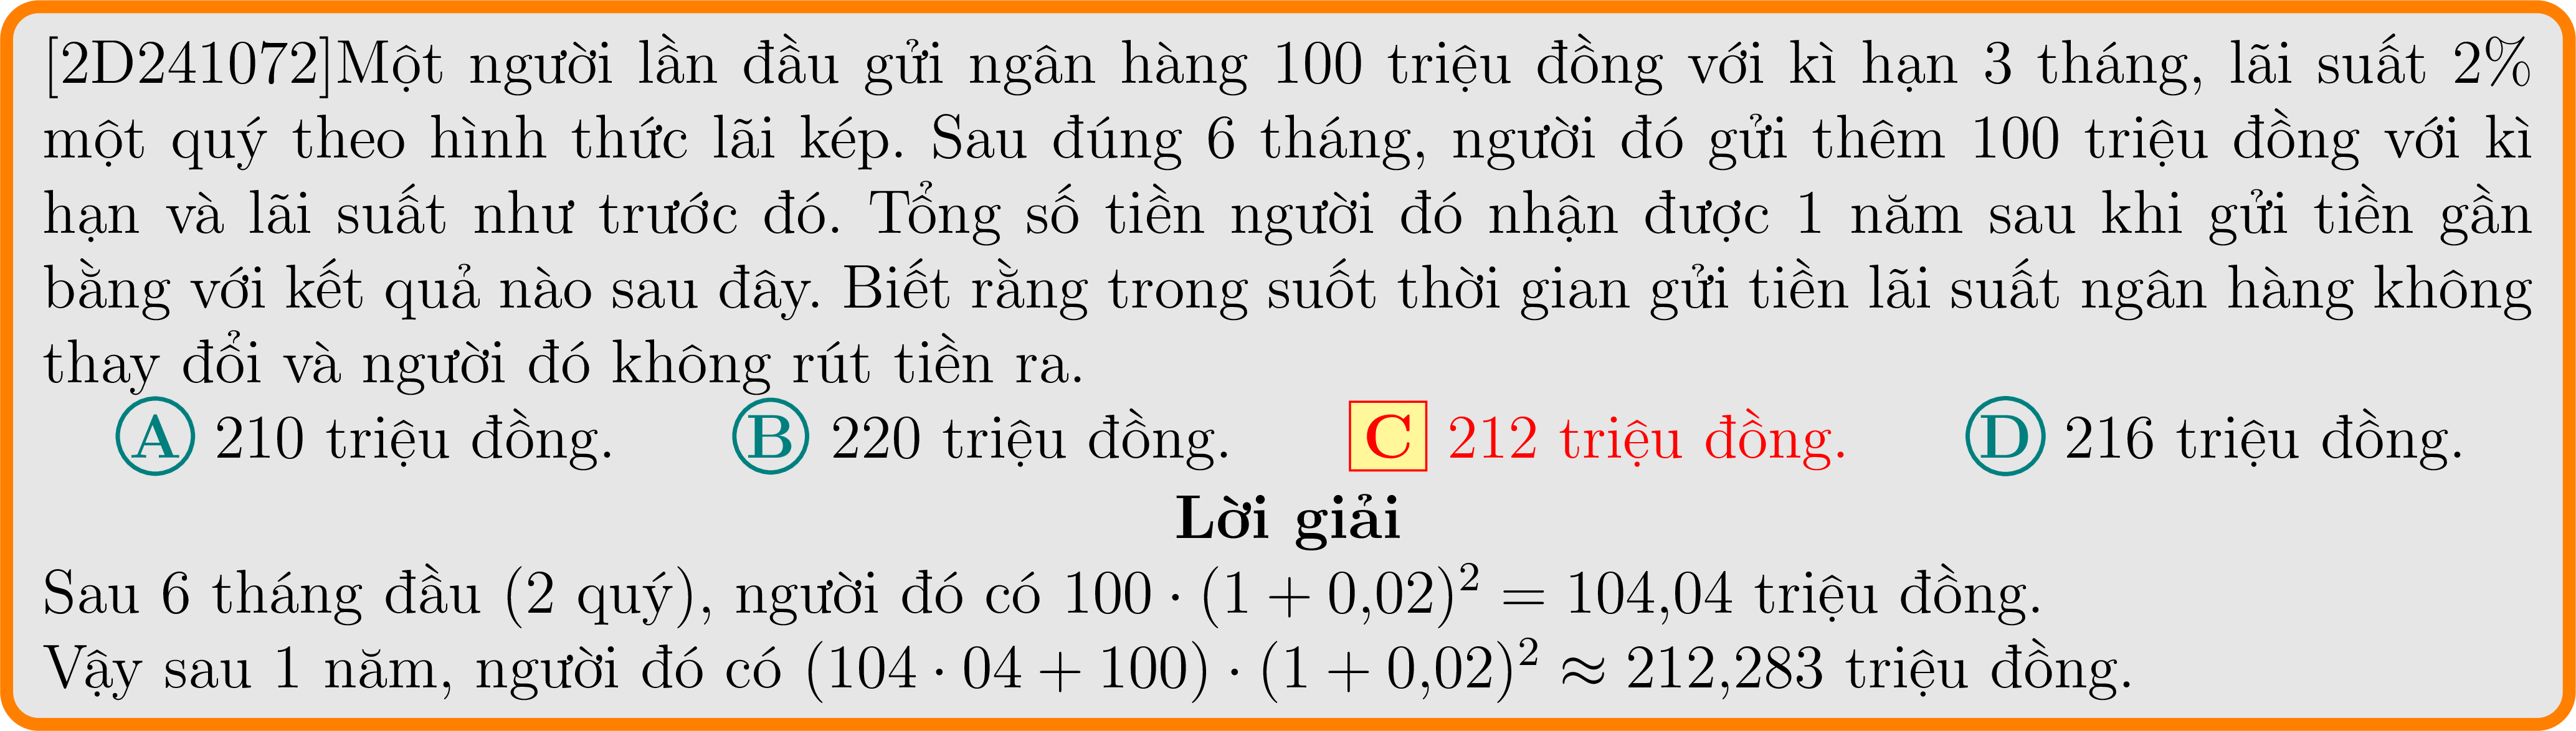 [2D241072]Một người lần đầu gửi ngân hàng 100 triệu đồng với kì hạn 3 tháng, lãi suất 2%
một quý theo hình thức lãi kép. Sau đúng 6 tháng, người đó gửi thêm 100 triệu đồng với kì
hạn và lãi suất như trước đó. Tổng số tiền người đó nhận được 1 năm sau khi gửi tiền gần
bằng với kết quả nào sau đây. Biết rằng trong suốt thời gian gửi tiền lãi suất ngân hàng không
thay đổi và người đó không rút tiền ra.
A 210 triệu đồng. B 220 triệu đồng. C 212 triệu đồng. D 216 triệu đồng.
Lời giải
Sau 6 tháng đầu (2 quý), người đó có 100 · (1 + 0,02)² = 104,04 triệu đồng.
Vậy sau 1 năm, người đó có (104 · 04 + 100) · (1 + 0,02)² ≈ 212,283 triệu đồng.